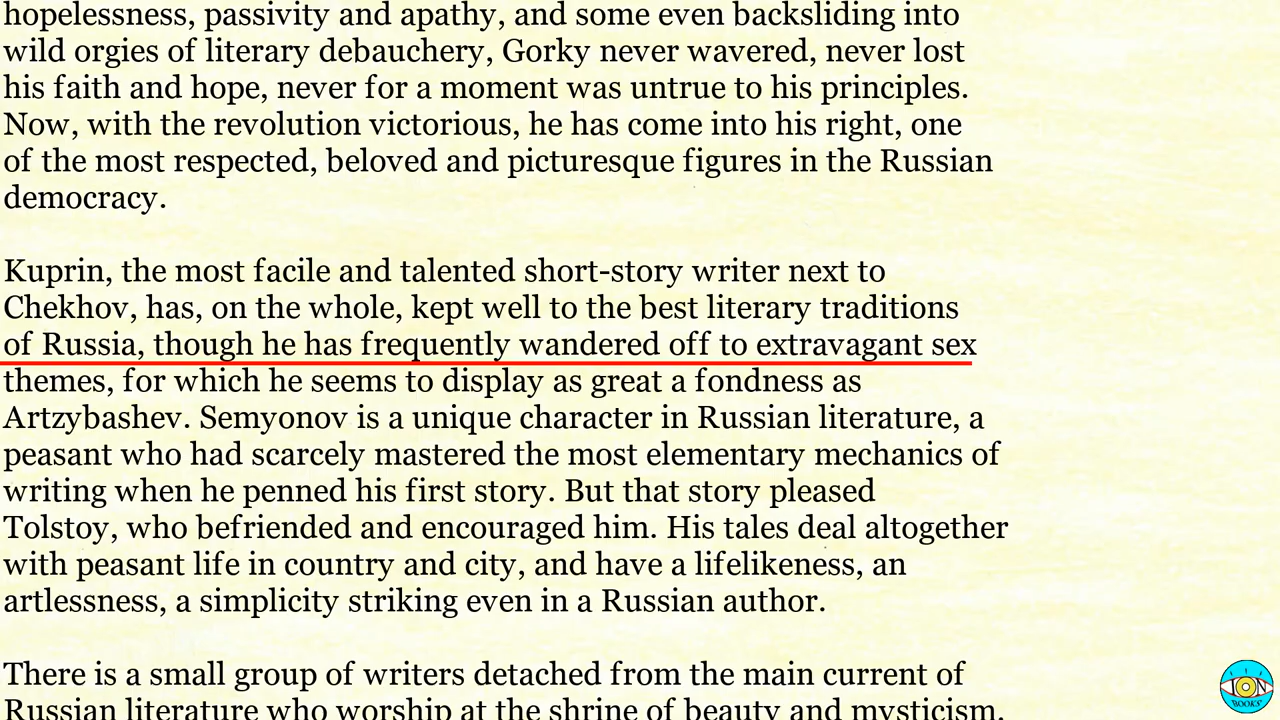 hopelessness, passivity and apathy, and some even backsliding into
wild orgies of literary debauchery, Gorky never wavered, never lost
his faith and hope, never for a moment was untrue to his principles.
Now, with the revolution victorious, he has come into his right, one
of the most respected, beloved and picturesque figures in the Russian
democracy.
Kuprin, the most facile and talented short-story writer next to
Chekhov, has, on the whole, kept well to the best literary traditions
of Russia, though he has frequently wandered off to extravagant sex
themes, for which he seems to display as great a fondness as
Artzybashev. Semyonov is a unique character in Russian literature, a
peasant who had scarcely mastered the most elementary mechanics of
writing when he penned his first story. But that story pleased
Tolstoy, who befriended and encouraged him. His tales deal altogether
with peasant life in country and city, and have a lifelikeness, an
artlessness, a simplicity striking even in a Russian author.
There is a small group of writers detached from the main current of
Russian literature who worship at the shrine of beauty and mysticism.
ION
BOOKS